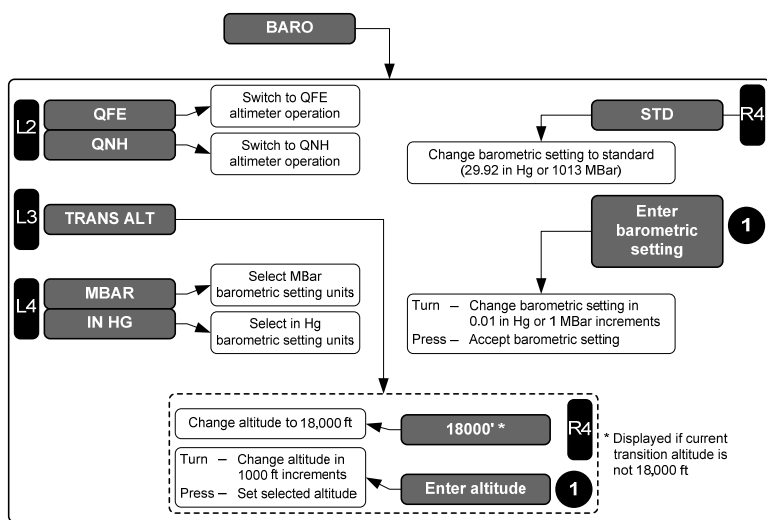 BARO
L2
QFE
Switch to QFE
altimeter operation
QNH
Switch to QNH
altimeter operation
L3
TRANS ALT
L4
MBAR
Select MBar
barometric setting units
IN HG
Select in Hg
barometric setting units
STD
R4
Change barometric setting to standard
(29.92 in Hg or 1013 MBar)
Enter
barometric
setting
1
Turn – Change barometric setting in
0.01 in Hg or 1 MBar increments
Press – Accept barometric setting
Change altitude to 18,000 ft
18000' *
R4
Turn – Change altitude in
1000 ft increments
Press – Set selected altitude
Enter altitude
1
* Displayed if current
transition altitude is
not 18,000 ft